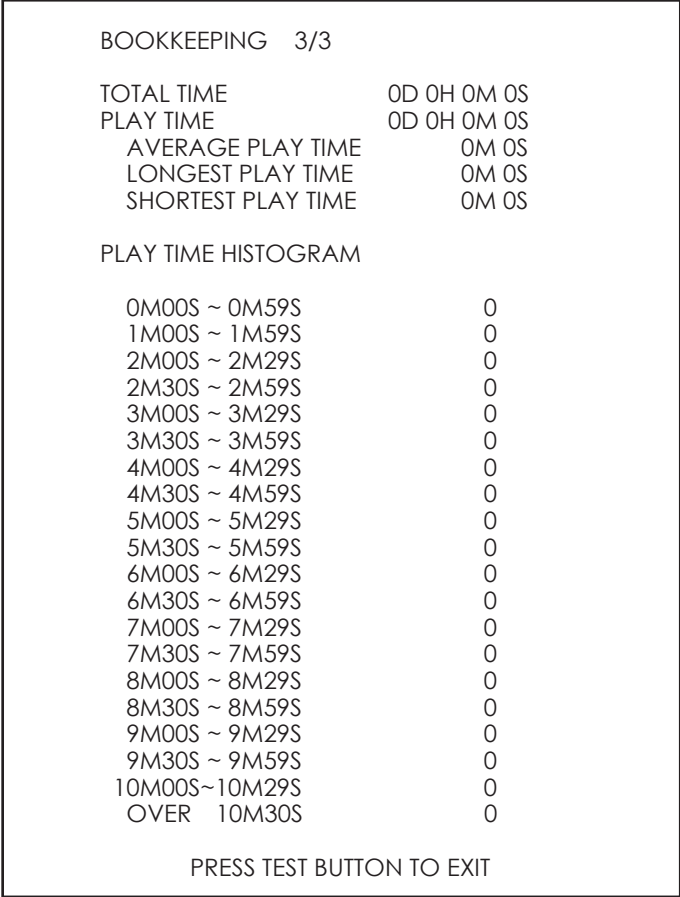 BOOKKEEPING 3/3
TOTAL TIME 0D 0H 0M 0S
PLAY TIME 0D 0H 0M 0S
AVERAGE PLAY TIME 0M 0S
LONGEST PLAY TIME 0M 0S
SHORTEST PLAY TIME 0M 0S
PLAY TIME HISTOGRAM
0M00S ~ 0M59S 0
1M00S ~ 1M59S 0
2M00S ~ 2M29S 0
2M30S ~ 2M59S 0
3M00S ~ 3M29S 0
3M30S ~ 3M59S 0
4M00S ~ 4M29S 0
4M30S ~ 4M59S 0
5M00S ~ 5M29S 0
5M30S ~ 5M59S 0
6M00S ~ 6M29S 0
6M30S ~ 6M59S 0
7M00S ~ 7M29S 0
7M30S ~ 7M59S 0
8M00S ~ 8M29S 0
8M30S ~ 8M59S 0
9M00S ~ 9M29S 0
9M30S ~ 9M59S 0
10M00S~10M29S 0
OVER 10M30S 0
PRESS TEST BUTTON TO EXIT